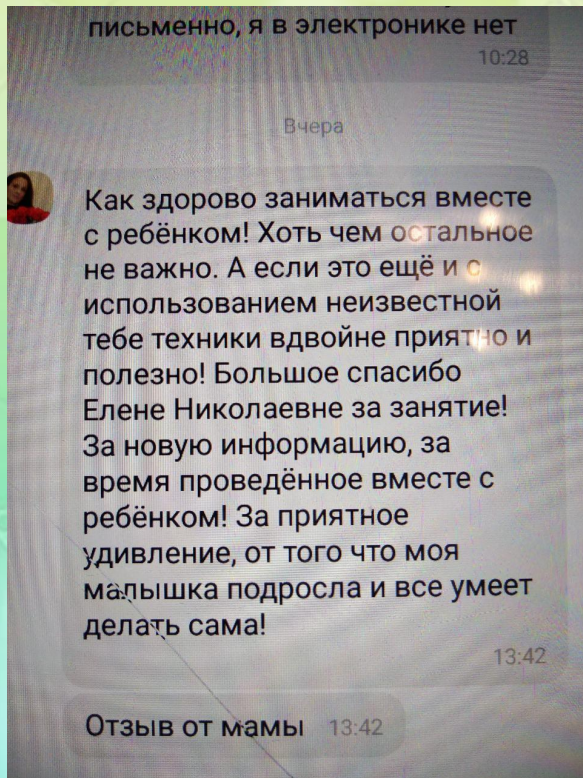 письменно, я в электронике нет
10:28
Вчера
Как здорово заниматься вместе
с ребёнком! Хоть чем остальное
не важно. А если это ещё и с
использованием неизвестной
тебе техники вдвойне приятно и
полезно! Большое спасибо
Елене Николаевне за занятие!
За новую информацию, за
время проведённое вместе с
ребёнком! За приятное
удивление, от того что моя
малышка подросла и все умеет
делать сама!
13:42
Отзыв от мамы 13:42